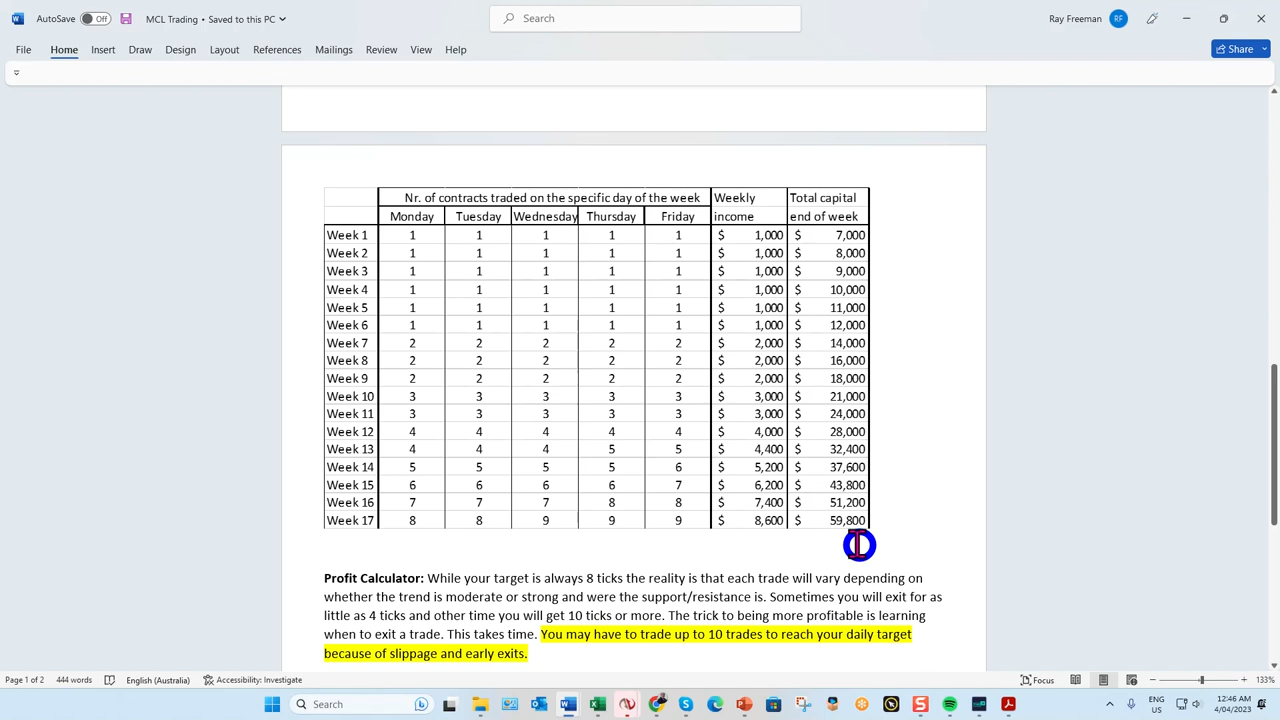 AutoSave Off MCL Trading • Saved to this PC Search Ray Freeman RF
File Home Insert Draw Design Layout References Mailings Review View Help Share
Nr. of contracts traded on the specific day of the week Weekly Total capital
Monday Tuesday Wednesday Thursday Friday income end of week
Week 1 1 1 1 1 1 $ 1,000 $ 7,000
Week 2 1 1 1 1 1 $ 1,000 $ 8,000
Week 3 1 1 1 1 1 $ 1,000 $ 9,000
Week 4 1 1 1 1 1 $ 1,000 $ 10,000
Week 5 1 1 1 1 1 $ 1,000 $ 11,000
Week 6 1 1 1 1 1 $ 1,000 $ 12,000
Week 7 2 2 2 2 2 $ 2,000 $ 14,000
Week 8 2 2 2 2 2 $ 2,000 $ 16,000
Week 9 2 2 2 2 2 $ 2,000 $ 18,000
Week 10 3 3 3 3 3 $ 3,000 $ 21,000
Week 11 3 3 3 3 3 $ 3,000 $ 24,000
Week 12 4 4 4 4 4 $ 4,000 $ 28,000
Week 13 4 4 4 5 5 $ 4,400 $ 32,400
Week 14 5 5 5 5 6 $ 5,200 $ 37,600
Week 15 6 6 6 6 7 $ 6,200 $ 43,800
Week 16 7 7 7 8 8 $ 7,400 $ 51,200
Week 17 8 8 9 9 9 $ 8,600 $ 59,800
Profit Calculator: While your target is always 8 ticks the reality is that each trade will vary depending on
whether the trend is moderate or strong and were the support/resistance is. Sometimes you will exit for as
little as 4 ticks and other time you will get 10 ticks or more. The trick to being more profitable is learning
when to exit a trade. This takes time. You may have to trade up to 10 trades to reach your daily target
because of slippage and early exits.
Page 1 of 2 444 words English (Australia) Accessibility: Investigate Focus 133%
Search ENG US 12:46 AM 4/04/2023